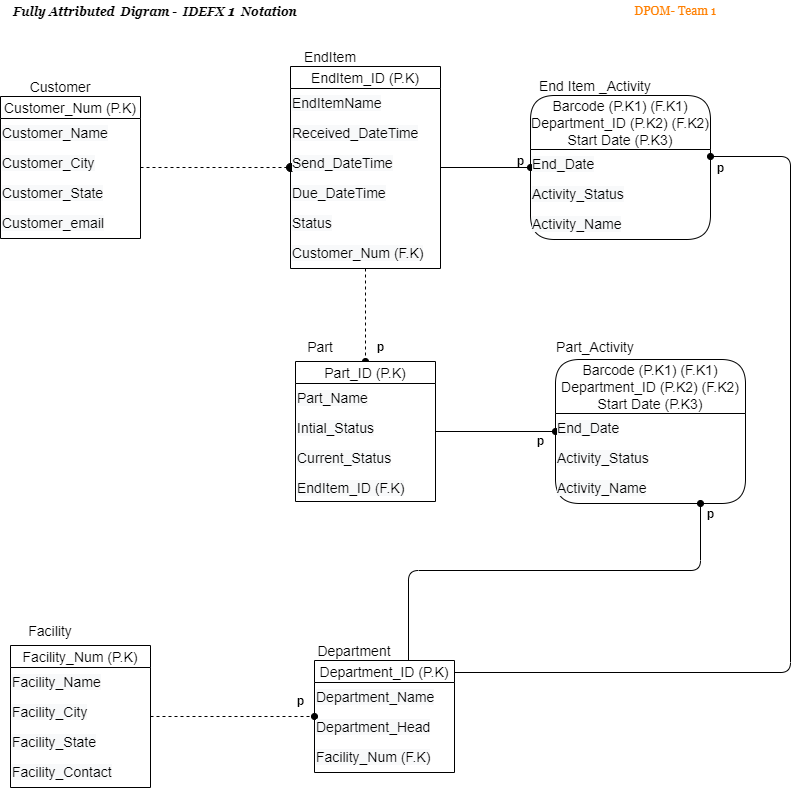 Fully Attributed Digram - IDEFX 1 Notation
DPOM- Team 1
Customer
Customer_Num (P.K)
Customer_Name
Customer_City
Customer_State
Customer_email
EndItem
EndItem_ID (P.K)
EndItemName
Received_DateTime
Send_DateTime
Due_DateTime
Status
Customer_Num (F.K)
End Item _Activity
Barcode (P.K1) (F.K1)
Department_ID (P.K2) (F.K2)
Start Date (P.K3)
End_Date
Activity_Status
Activity_Name
p
p
Part
p
Part_ID (P.K)
Part_Name
Intial_Status
Current_Status
EndItem_ID (F.K)
Part_Activity
Barcode (P.K1) (F.K1)
Department_ID (P.K2) (F.K2)
Start Date (P.K3)
End_Date
Activity_Status
Activity_Name
p
p
Facility
Facility_Num (P.K)
Facility_Name
Facility_City
Facility_State
Facility_Contact
p
Department
Department_ID (P.K)
Department_Name
Department_Head
Facility_Num (F.K)